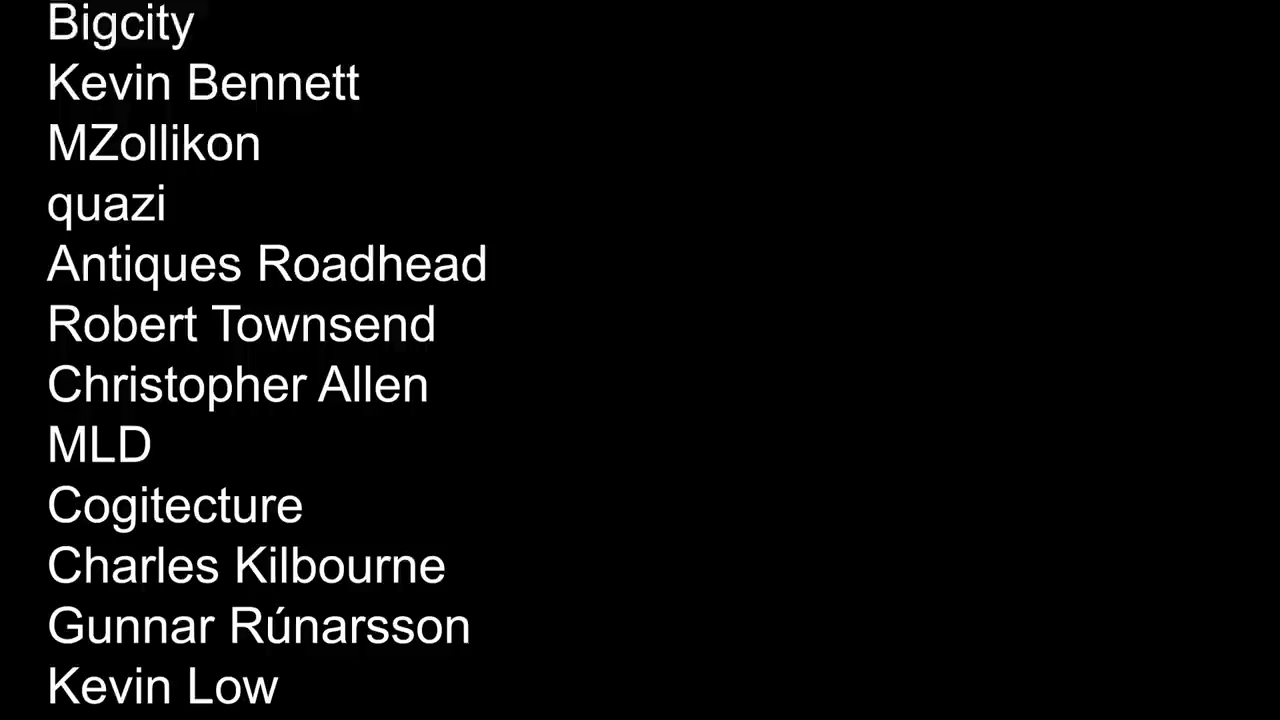 Bigcity
Kevin Bennett
MZollikon
quazi
Antiques Roadhead
Robert Townsend
Christopher Allen
MLD
Cogitecture
Charles Kilbourne
Gunnar Rúnarsson
Kevin Low